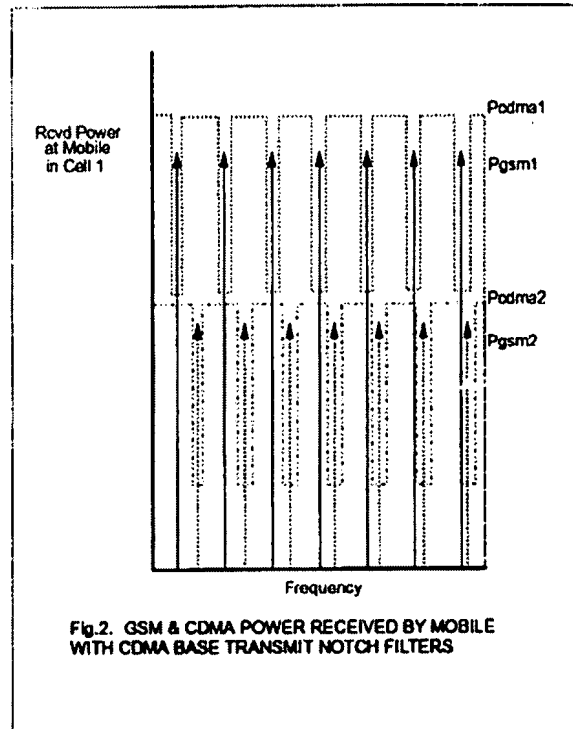 Rcvd Power
at Mobile
in Cell 1
Pcdma1
Pgsm1
Pcdma2
Pgsm2
Frequency
Fig.2. GSM & CDMA POWER RECEIVED BY MOBILE
WITH CDMA BASE TRANSMIT NOTCH FILTERS